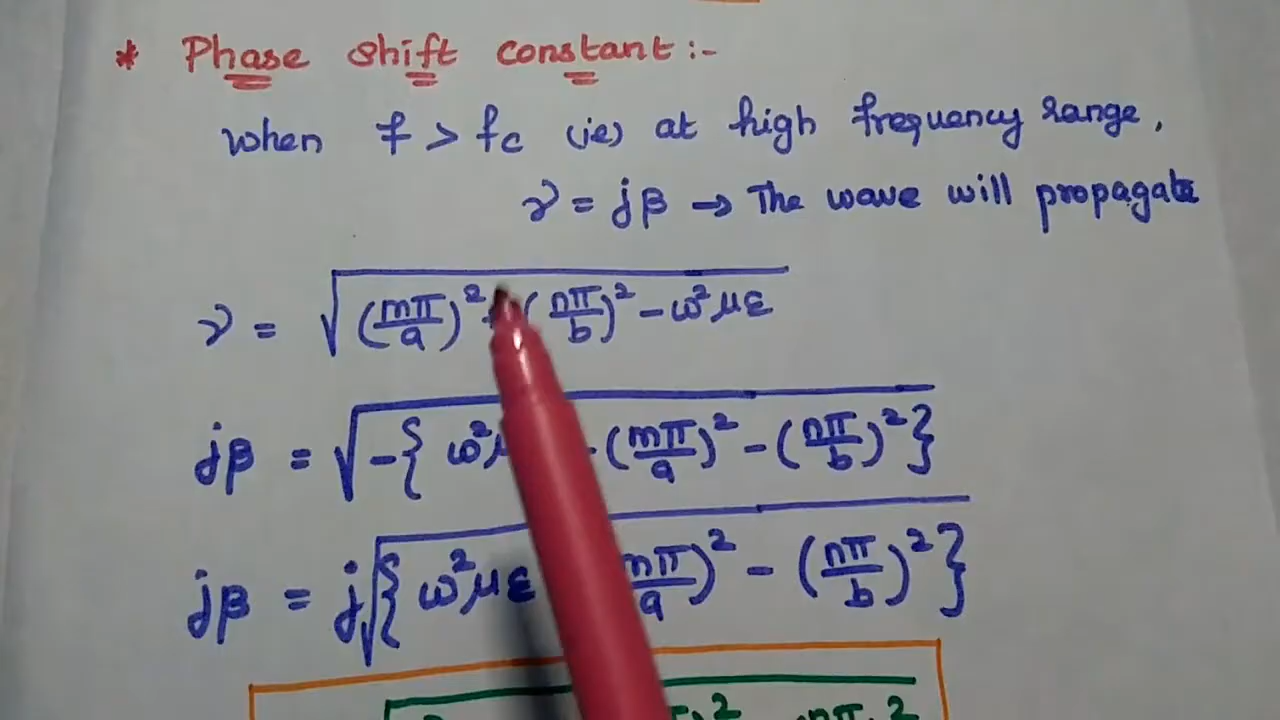 * Phase shift constant :-
When f > fc (ie) at high frequency range,
γ = jβ → The wave will propagate
γ = √(mπ/a)² (nπ/b)² - ω²με
jβ = √-{ω²μ - (mπ/a)² - (nπ/b)²}
jβ = j√{ω²με mπ/a)² - (nπ/b)²}